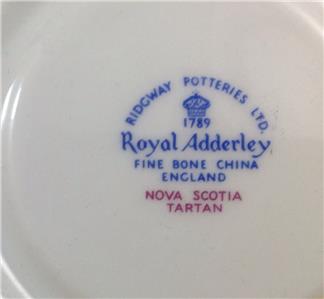 RIDGWAY POTTERIES LTD.
1789
Royal Adderley
FINE BONE CHINA
ENGLAND
NOVA SCOTIA
TARTAN